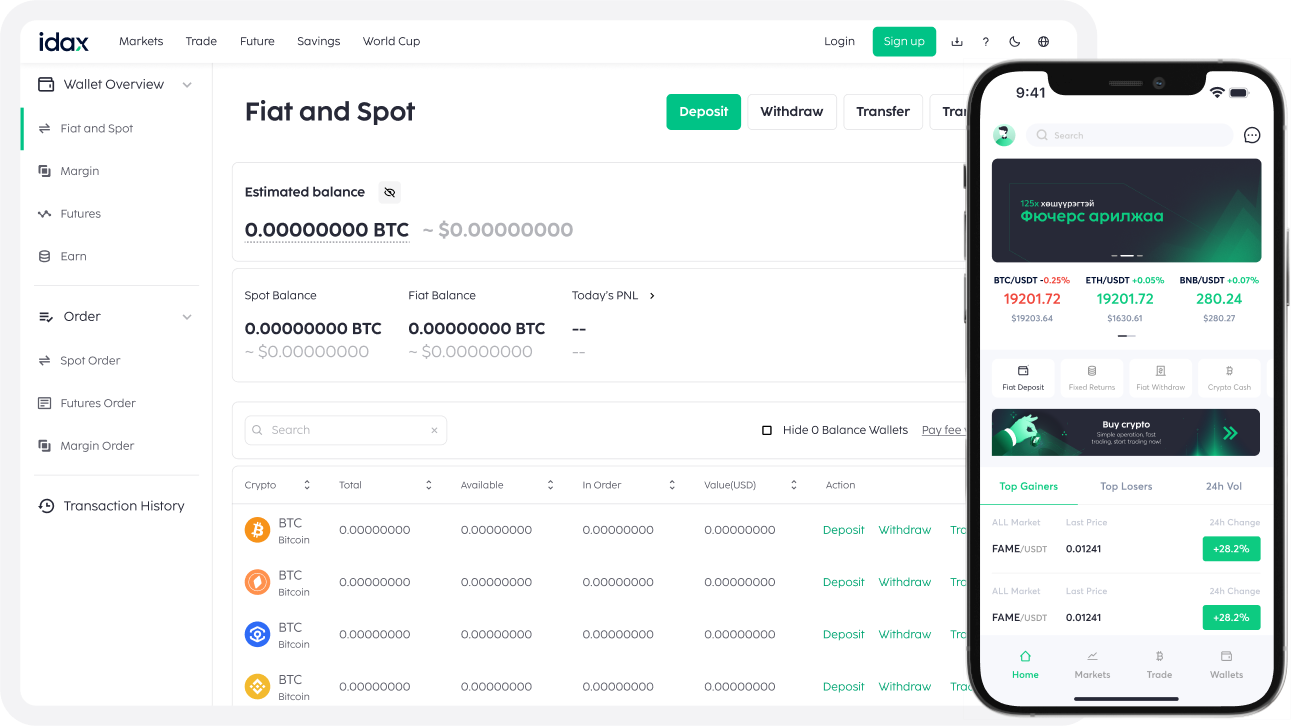 idax
Markets Trade Future Savings World Cup Login Sign up ?
Wallet Overview
Fiat and Spot
Margin
Futures
Earn
Order
Spot Order
Futures Order
Margin Order
Transaction History
Fiat and Spot
Deposit Withdraw Transfer
Estimated balance
0.00000000 BTC ~ $0.00000000
Spot Balance Fiat Balance Today's PNL
0.00000000 BTC 0.00000000 BTC --
~ $0.00000000 ~ $0.00000000 --
Search Hide 0 Balance Wallets Pay fee
Crypto Total Available In Order Value(USD) Action
BTC
Bitcoin
0.00000000 0.00000000 0.00000000 0.00000000 Deposit Withdraw
BTC
Bitcoin
0.00000000 0.00000000 0.00000000 0.00000000 Deposit Withdraw
BTC
Bitcoin
0.00000000 0.00000000 0.00000000 0.00000000 Deposit Withdraw
BTC
Bitcoin
0.00000000 0.00000000 0.00000000 0.00000000 Deposit Withdraw
9:41
Search
125x хөшүүрэгтэй
Фючерс арилжаа
BTC/USDT -0.25% ETH/USDT +0.05% BNB/USDT +0.07%
19201.72 19201.72 280.24
$19203.64 $1630.61 $280.27
Fiat Deposit Fixed Returns Fiat Withdraw Crypto Cash
Buy crypto
Simple operation, fast
trading, start trading now!
Top Gainers Top Losers 24h Vol
ALL Market Last Price 24h Change
FAME/USDT 0.01241 +28.2%
ALL Market Last Price 24h Change
FAME/USDT 0.01241 +28.2%
Home Markets Trade Wallets